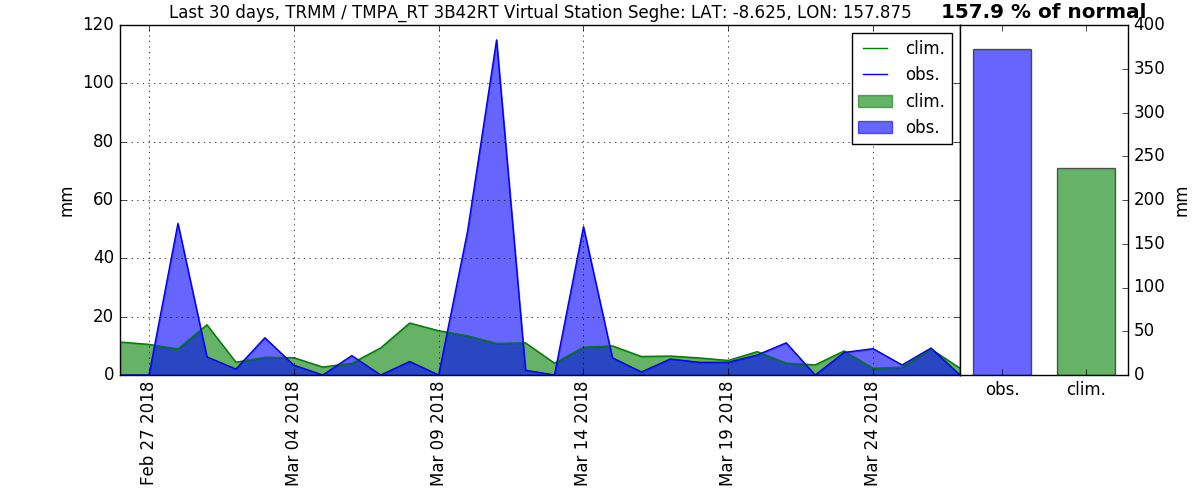 Last 30 days, TRMM / TMPA_RT 3B42RT Virtual Station Seghe: LAT: -8.625, LON: 157.875
157.9 % of normal
mm
120
100
80
60
40
20
0
Feb 27 2018
Mar 04 2018
Mar 09 2018
Mar 14 2018
Mar 19 2018
Mar 24 2018
clim.
obs.
clim.
obs.
400
350
300
250
200
150
100
50
0
mm
obs.
clim.